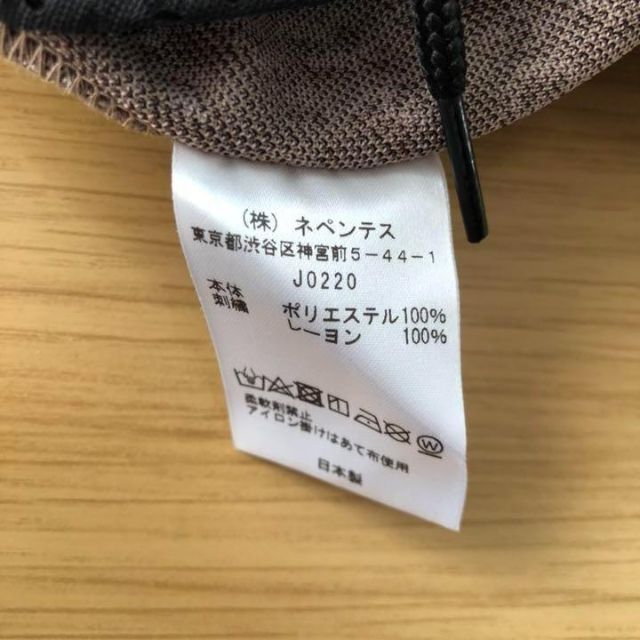 (株) ネペンテス
東京都渋谷区神宮前5-44-1
J0220
本体 ポリエステル100%
刺繍 レーヨン 100%
W
柔軟剤禁止
アイロン掛けはあて布使用
日本製